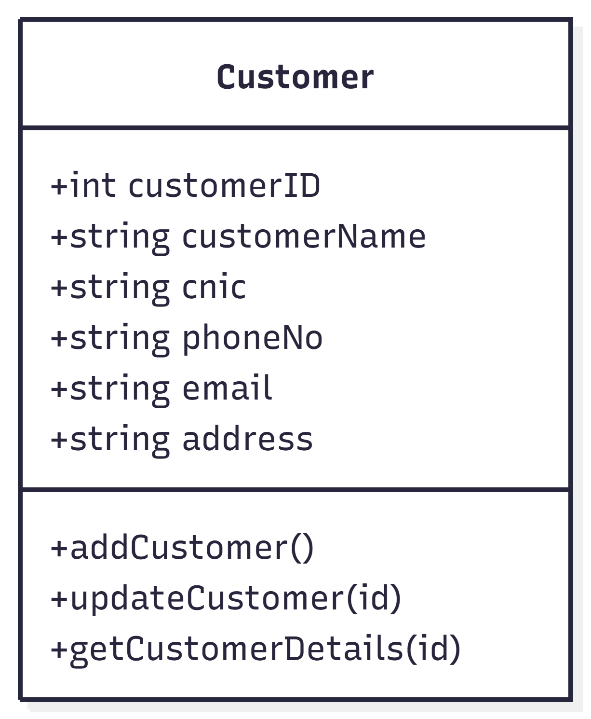 Customer
+int customerID
+string customerName
+string cnic
+string phoneNo
+string email
+string address
+addCustomer()
+updateCustomer(id)
+getCustomerDetails(id)